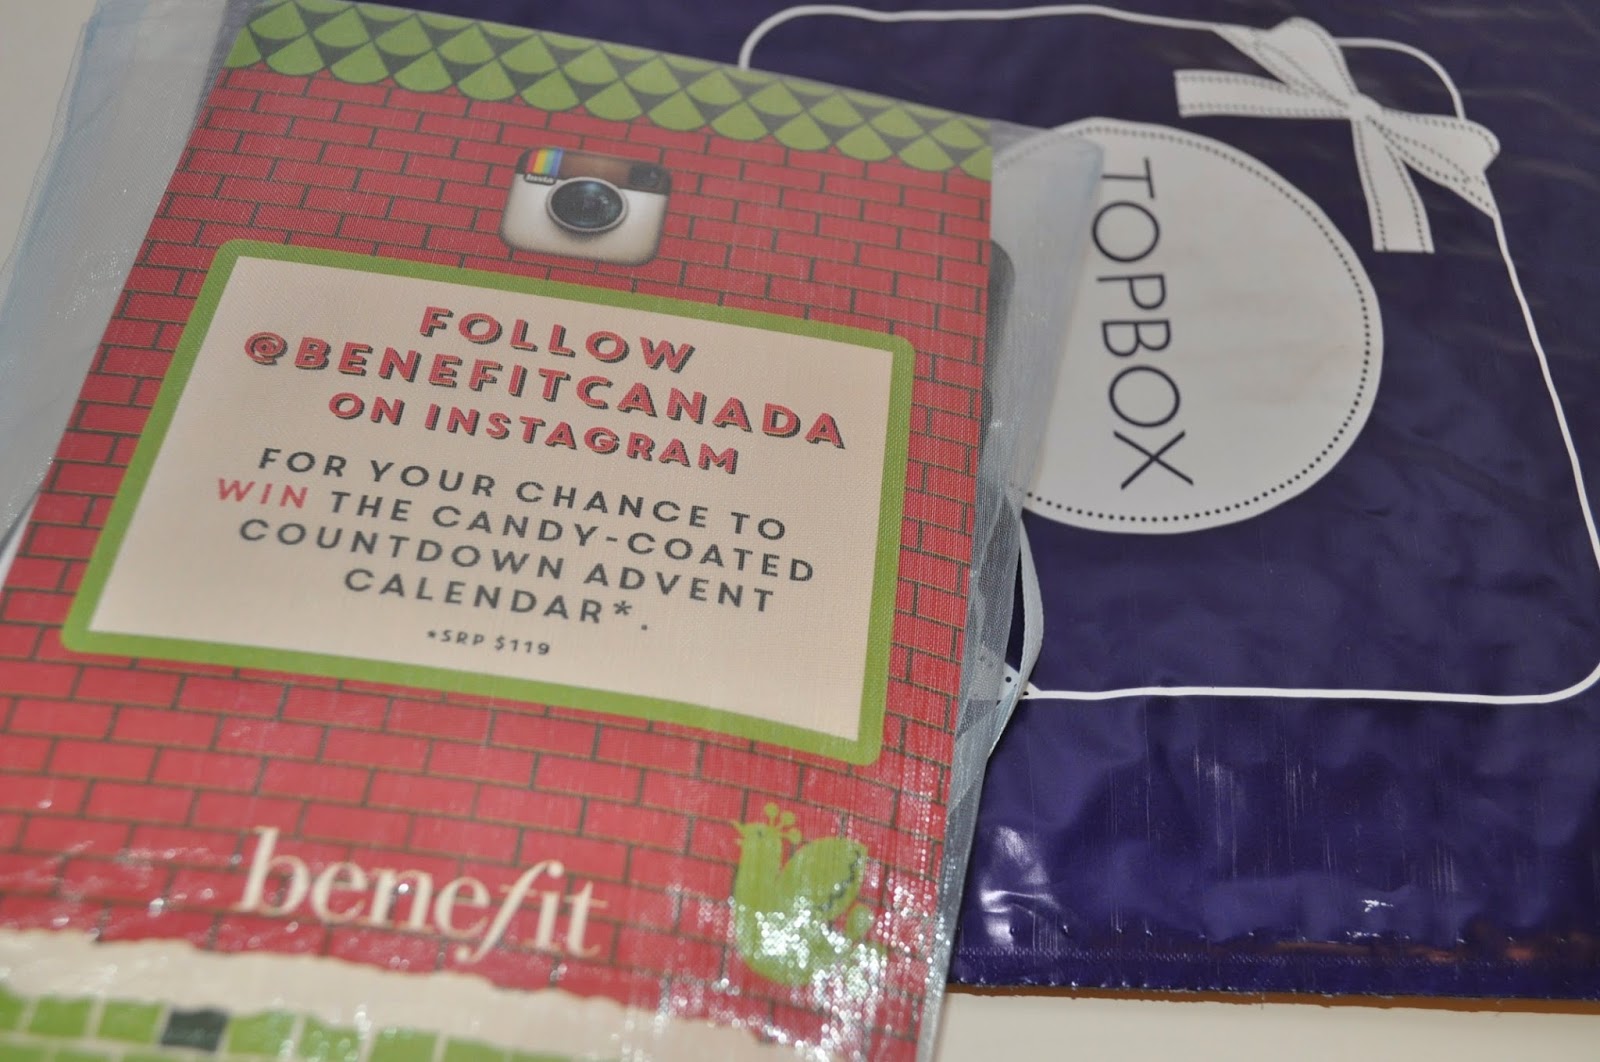 Insta
FOLLOW
@BENEFITCANADA
ON INSTAGRAM
FOR YOUR CHANCE TO
WIN THE CANDY-COATED
COUNTDOWN ADVENT
CALENDAR*.
*SRP $119
benefit
TOPBOX